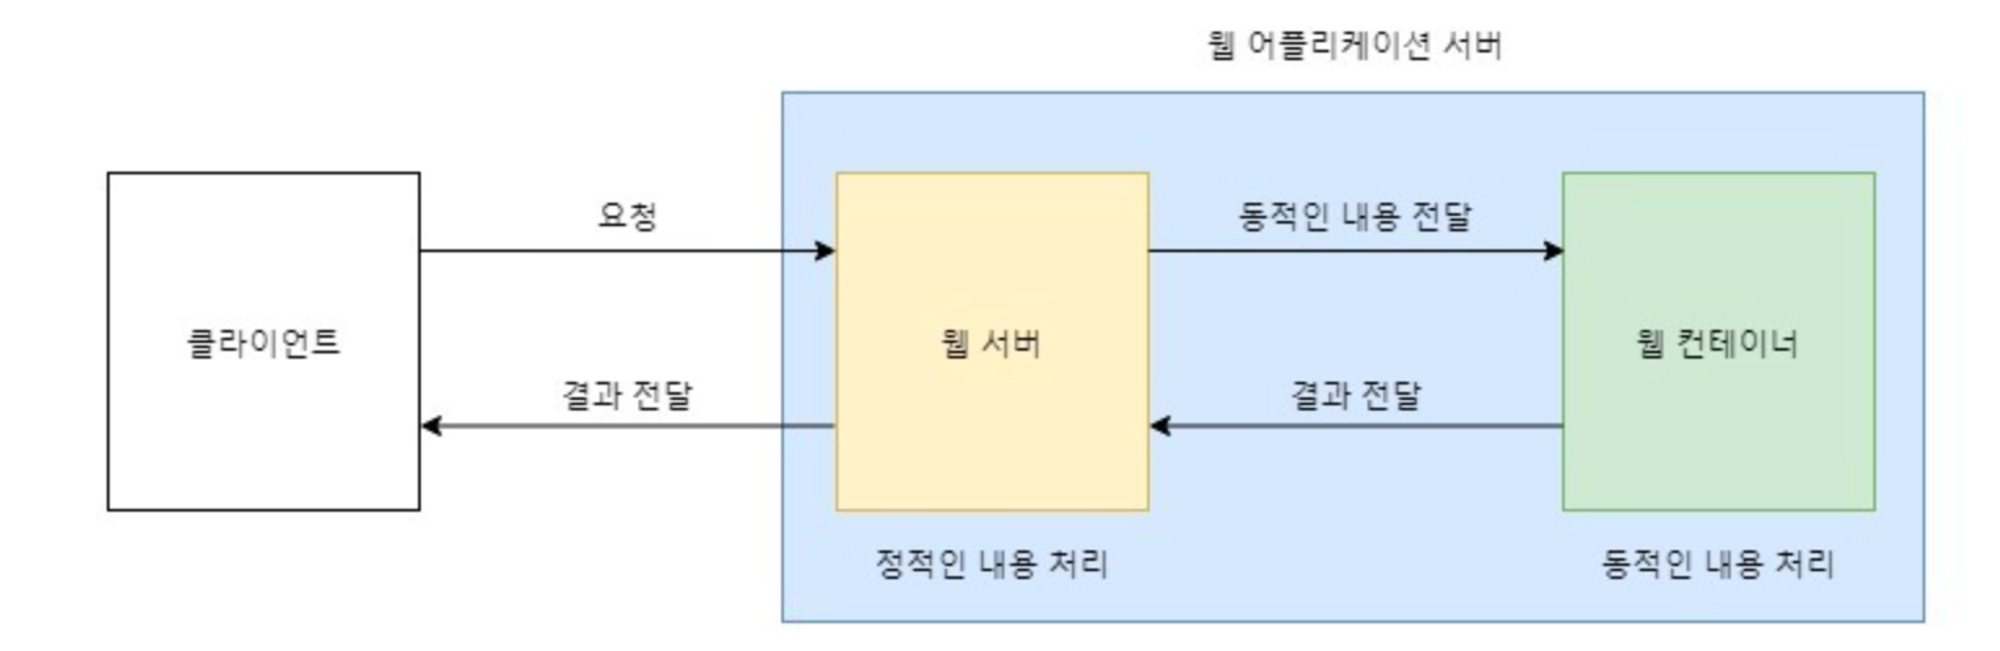 웹 어플리케이션 서버
요청
동적인 내용 전달
클라이언트
웹 서버
웹 컨테이너
결과 전달
결과 전달
정적인 내용 처리
동적인 내용 처리